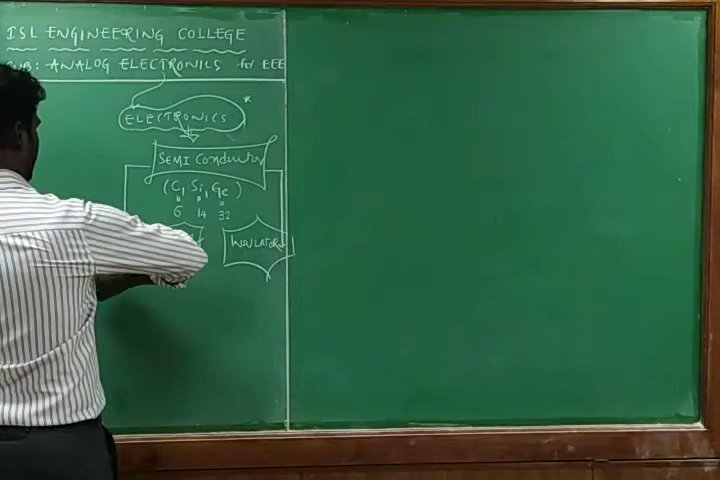 ISL ENGINEERING COLLEGE
SUB: ANALOG ELECTRONICS for EEE
ELECTRONICS *
SEMI Conductor
(C, Si, Ge)
6 14 32
INSULATOR